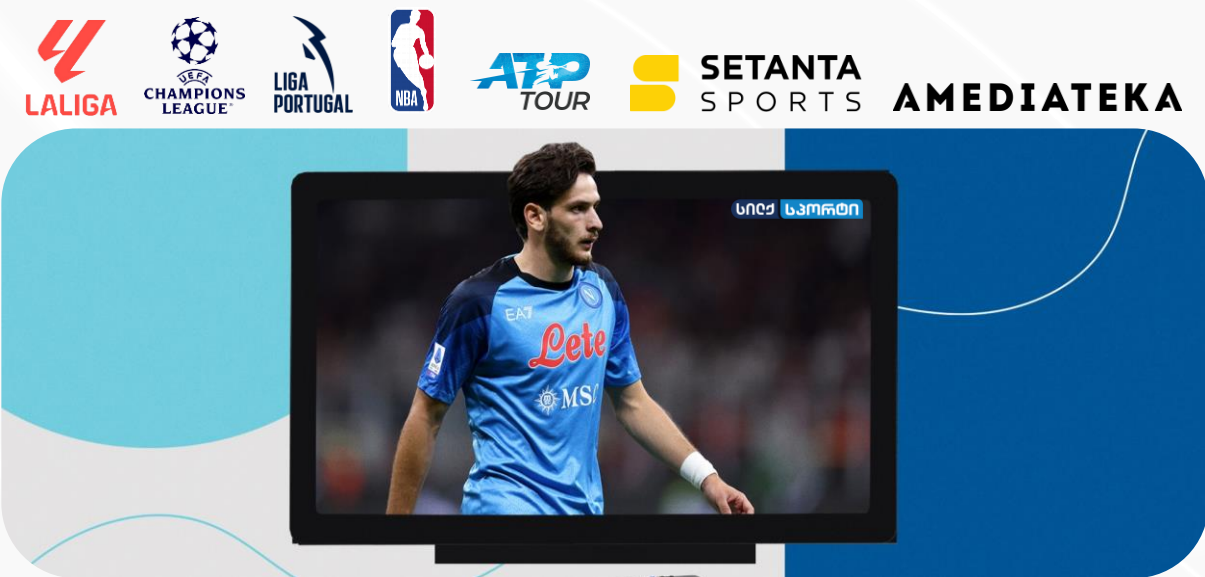 LALIGA
UEFA
CHAMPIONS
LEAGUE
LIGA
PORTUGAL
NBA
ATP
TOUR
SETANTA
SPORTS
AMEDIATEKA
სილქ სპორტი
EA7
Lete
MSC